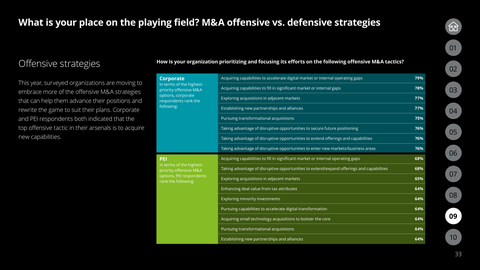 What is your place on the playing field? M&A offensive vs. defensive strategies
Offensive strategies
This year, surveyed organizations are moving to
embrace more of the offensive M&A strategies
that can help them advance their positions and
rewrite the game to suit their plans. Corporate
and PEI respondents both indicated that the
top offensive tactic in their arsenals is to acquire
new capabilities.
How is your organization prioritizing and focusing its efforts on the following offensive M&A tactics?
Corporate
In terms of the highest-
priority offensive M&A
options, corporate
respondents rank the
following:
Acquiring capabilities to accelerate digital market or internal operating gaps 79%
Acquiring capabilities to fill in significant market or internal gaps 78%
Exploring acquisitions in adjacent markets 77%
Establishing new partnerships and alliances 77%
Pursuing transformational acquisitions 75%
Taking advantage of disruptive opportunities to secure future positioning 76%
Taking advantage of disruptive opportunities to extend offerings and capabilities 76%
Taking advantage of disruptive opportunities to enter new markets/business areas 76%
PEI
In terms of the highest-
priority offensive M&A
options, PEI respondents
rank the following:
Acquiring capabilities to fill in significant market or internal operating gaps 68%
Taking advantage of disruptive opportunities to extend/expand offerings and capabilities 68%
Exploring acquisitions in adjacent markets 65%
Enhancing deal value from tax attributes 64%
Exploring minority investments 64%
Pursuing capabilities to accelerate digital transformation 64%
Acquiring small technology acquisitions to bolster the core 64%
Pursuing transformational acquisitions 64%
Establishing new partnerships and alliances 64%
01
02
03
04
05
06
07
08
09
10
33